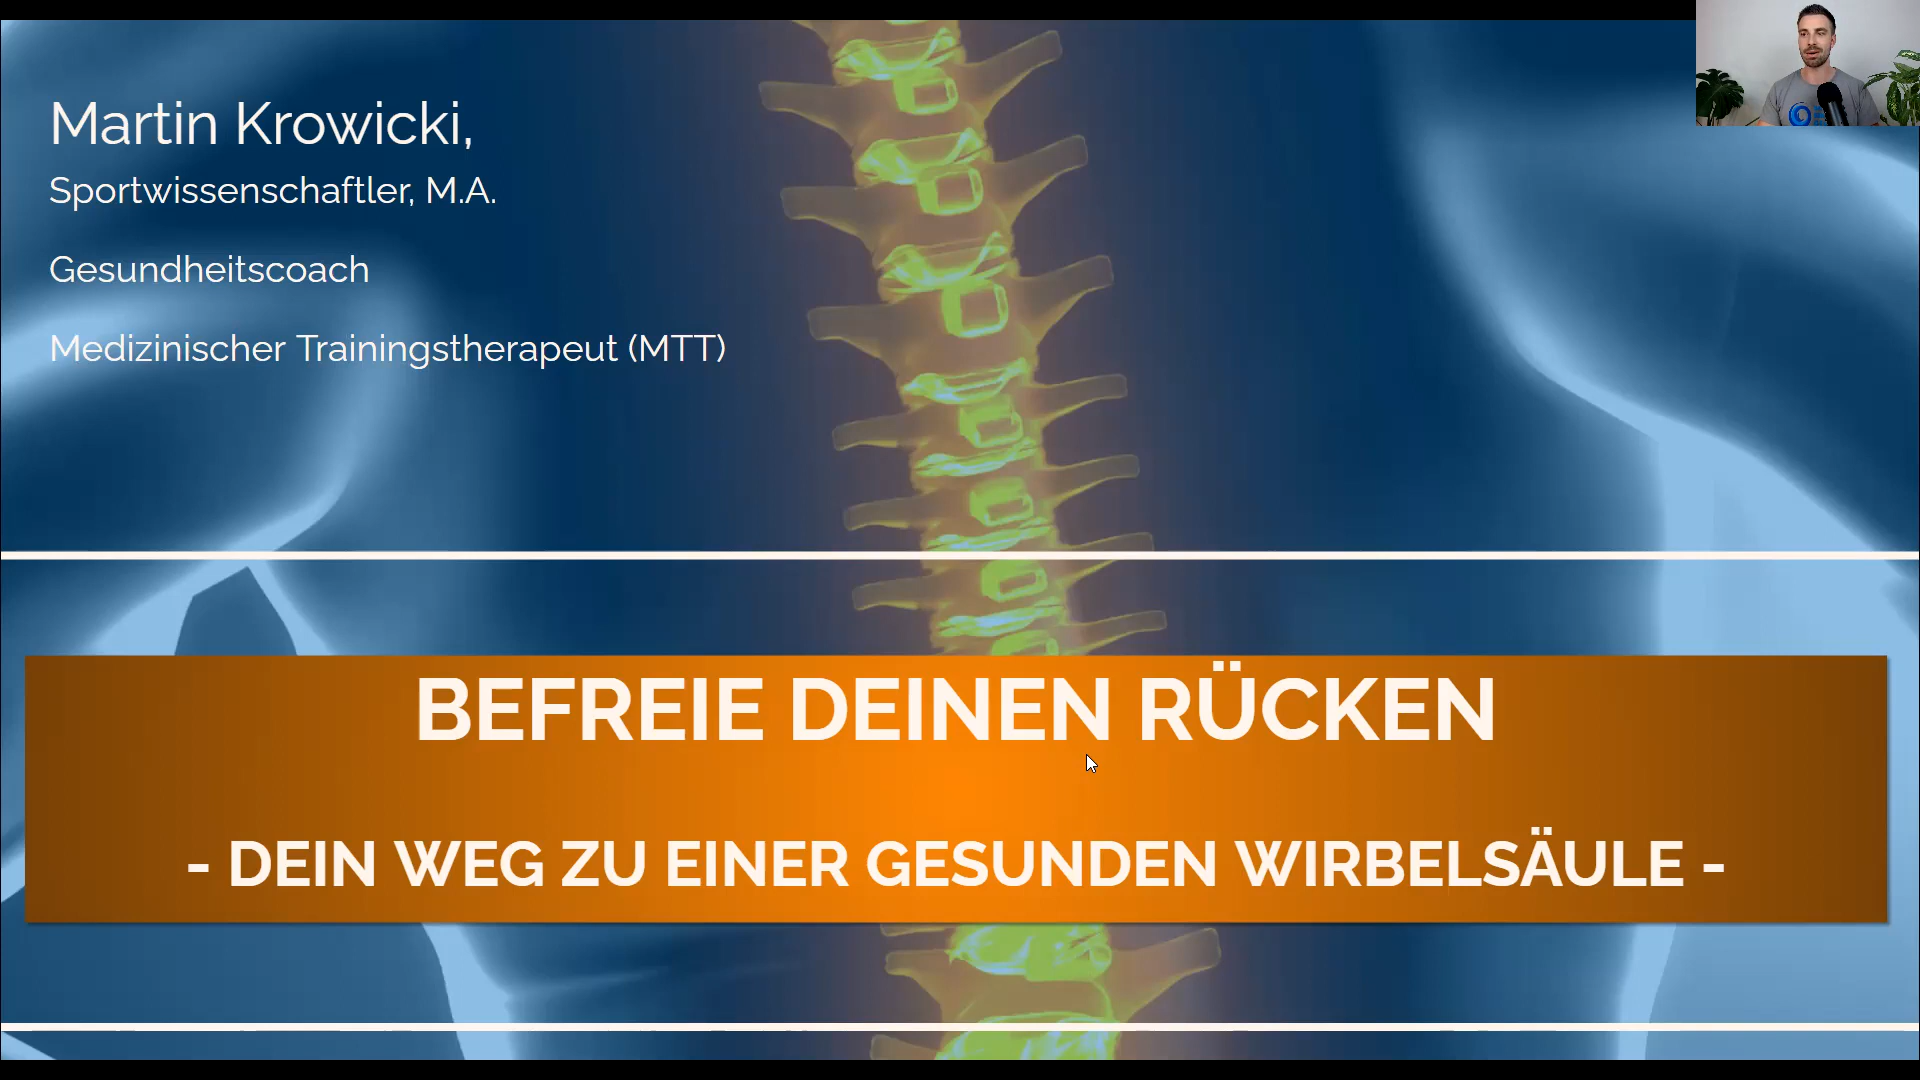 Martin Krowicki,
Sportwissenschaftler, M.A.
Gesundheitscoach
Medizinischer Trainingstherapeut (MTT)
BEFREIE DEINEN RÜCKEN
- DEIN WEG ZU EINER GESUNDEN WIRBELSÄULE -